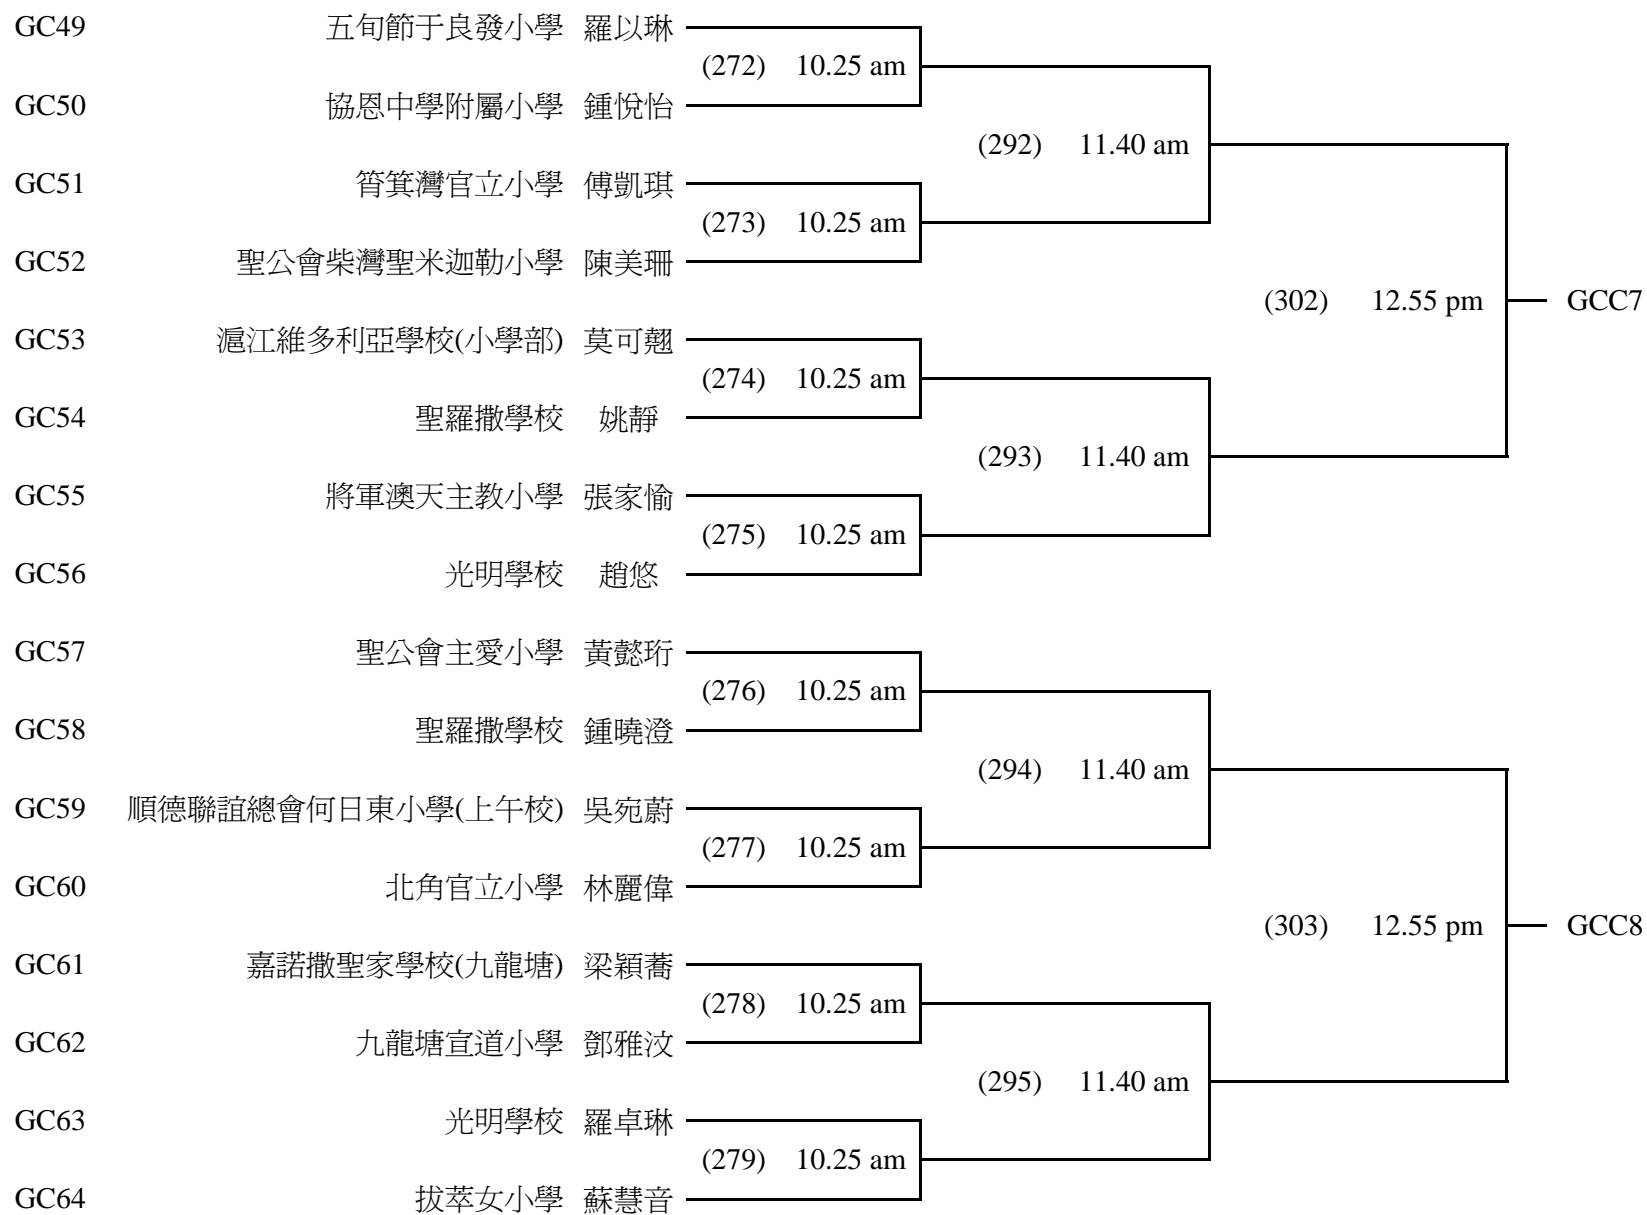 GC49 五旬節于良發小學 羅以琳
(272) 10.25 am
GC50 協恩中學附屬小學 鍾悅怡
(292) 11.40 am
GC51 筲箕灣官立小學 傅凱琪
(273) 10.25 am
GC52 聖公會柴灣聖米迦勒小學 陳美珊
(302) 12.55 pm GCC7
GC53 滬江維多利亞學校(小學部) 莫可翹
(274) 10.25 am
GC54 聖羅撒學校 姚靜
(293) 11.40 am
GC55 將軍澳天主教小學 張家愉
(275) 10.25 am
GC56 光明學校 趙悠
GC57 聖公會主愛小學 黃懿珩
(276) 10.25 am
GC58 聖羅撒學校 鍾曉澄
(294) 11.40 am
GC59 順德聯誼總會何日東小學(上午校) 吳宛蔚
(277) 10.25 am
GC60 北角官立小學 林麗偉
(303) 12.55 pm GCC8
GC61 嘉諾撒聖家學校(九龍塘) 梁穎蕎
(278) 10.25 am
GC62 九龍塘宣道小學 鄧雅汶
(295) 11.40 am
GC63 光明學校 羅卓琳
(279) 10.25 am
GC64 拔萃女小學 蘇慧音